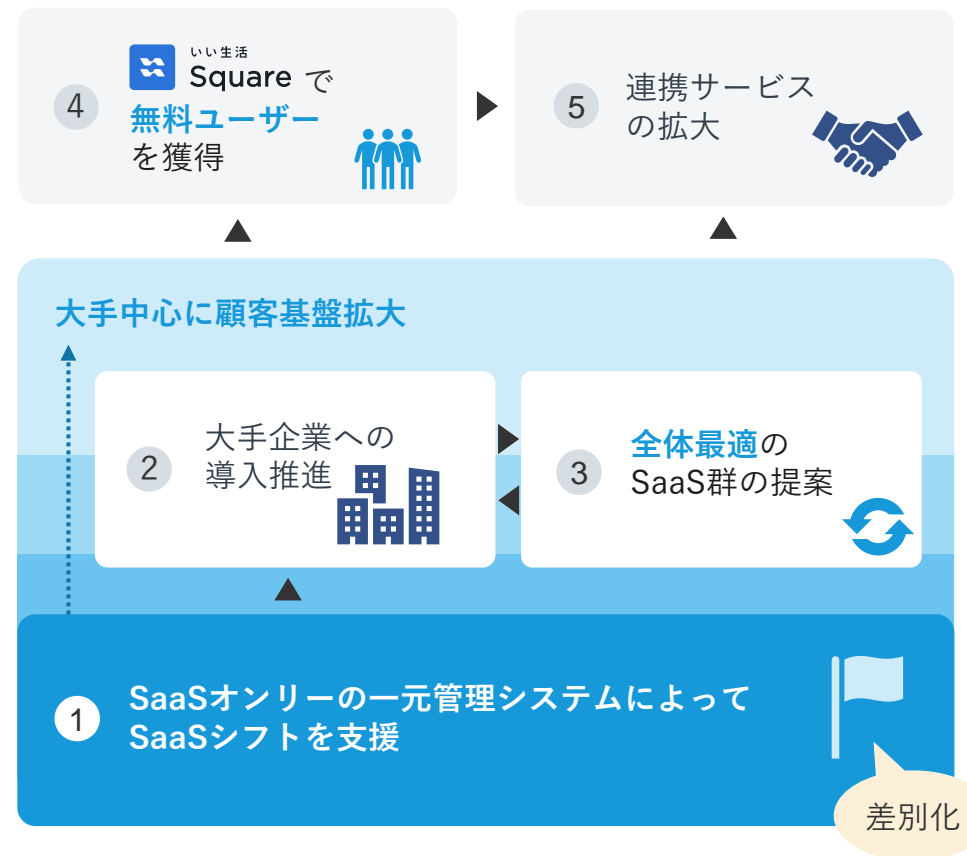 4
いい生活
Square で
無料ユーザー
を獲得
5
連携サービス
の拡大
大手中心に顧客基盤拡大
2
大手企業への
導入推進
3
全体最適の
SaaS群の提案
1
SaaSオンリーの一元管理システムによって
SaaSシフトを支援
差別化